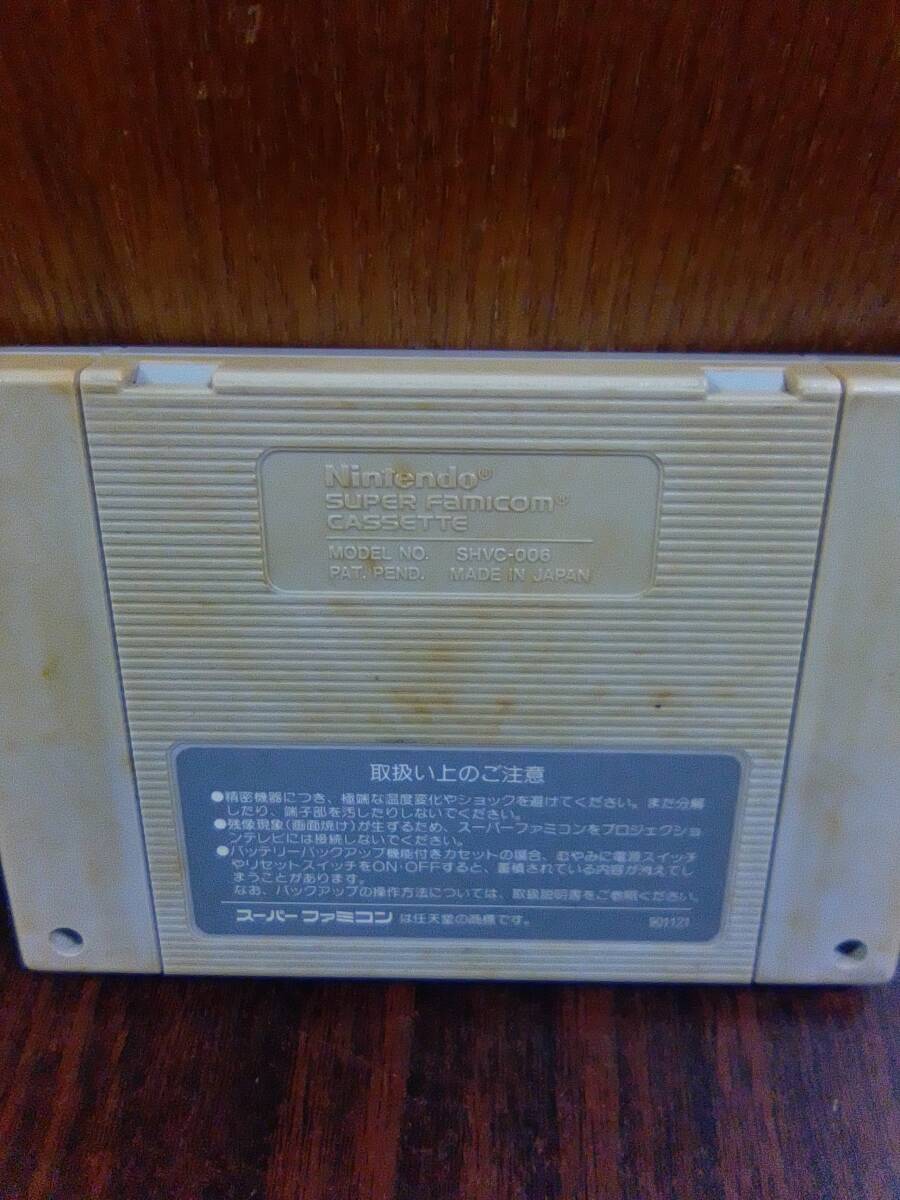 Nintendo®
SUPER FAMICOM®
CASSETTE
MODEL NO. SHVC-006
PAT. PEND. MADE IN JAPAN
取扱い上のご注意
●精密機器につき、極端な温度変化やショックを避けてください。また分解
したり、端子部を汚したりしないでください。
●残像現象(画面焼け)が生ずるため、スーパーファミコンをプロジェクショ
ンテレビには接続しないでください。
●バッテリーバックアップ機能付きカセットの場合、むやみに電源スイッチ
やリセットスイッチをON・OFFすると、蓄積されている内容が消えてし
まうことがあります。
なお、バックアップの操作方法については、取扱説明書をご参照ください。
スーパーファミコン は任天堂の商標です。 901121